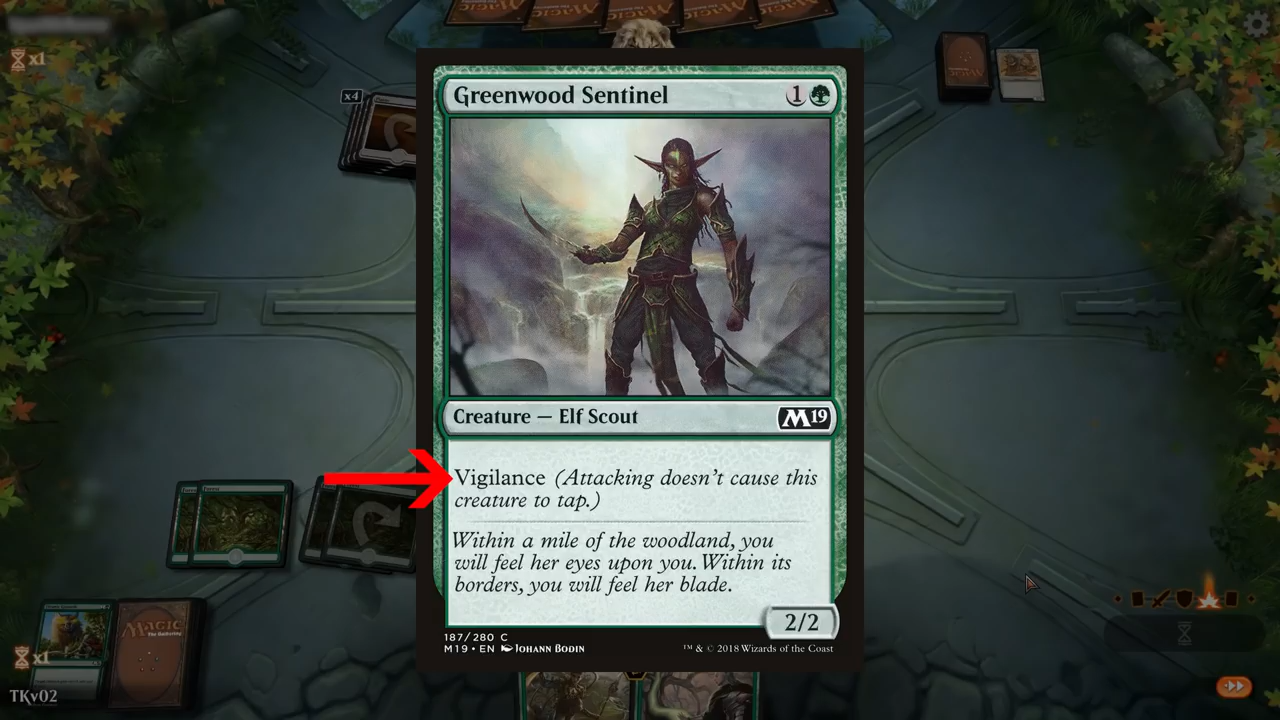 x1
x4
Greenwood Sentinel 1
Creature — Elf Scout M19
Vigilance (Attacking doesn't cause this
creature to tap.)
Within a mile of the woodland, you
will feel her eyes upon you. Within its
borders, you will feel her blade.
2/2
187/280 C
M19 • EN Johann Bodin ™ & © 2018 Wizards of the Coast
Forest
MAGIC
x1
TKv02